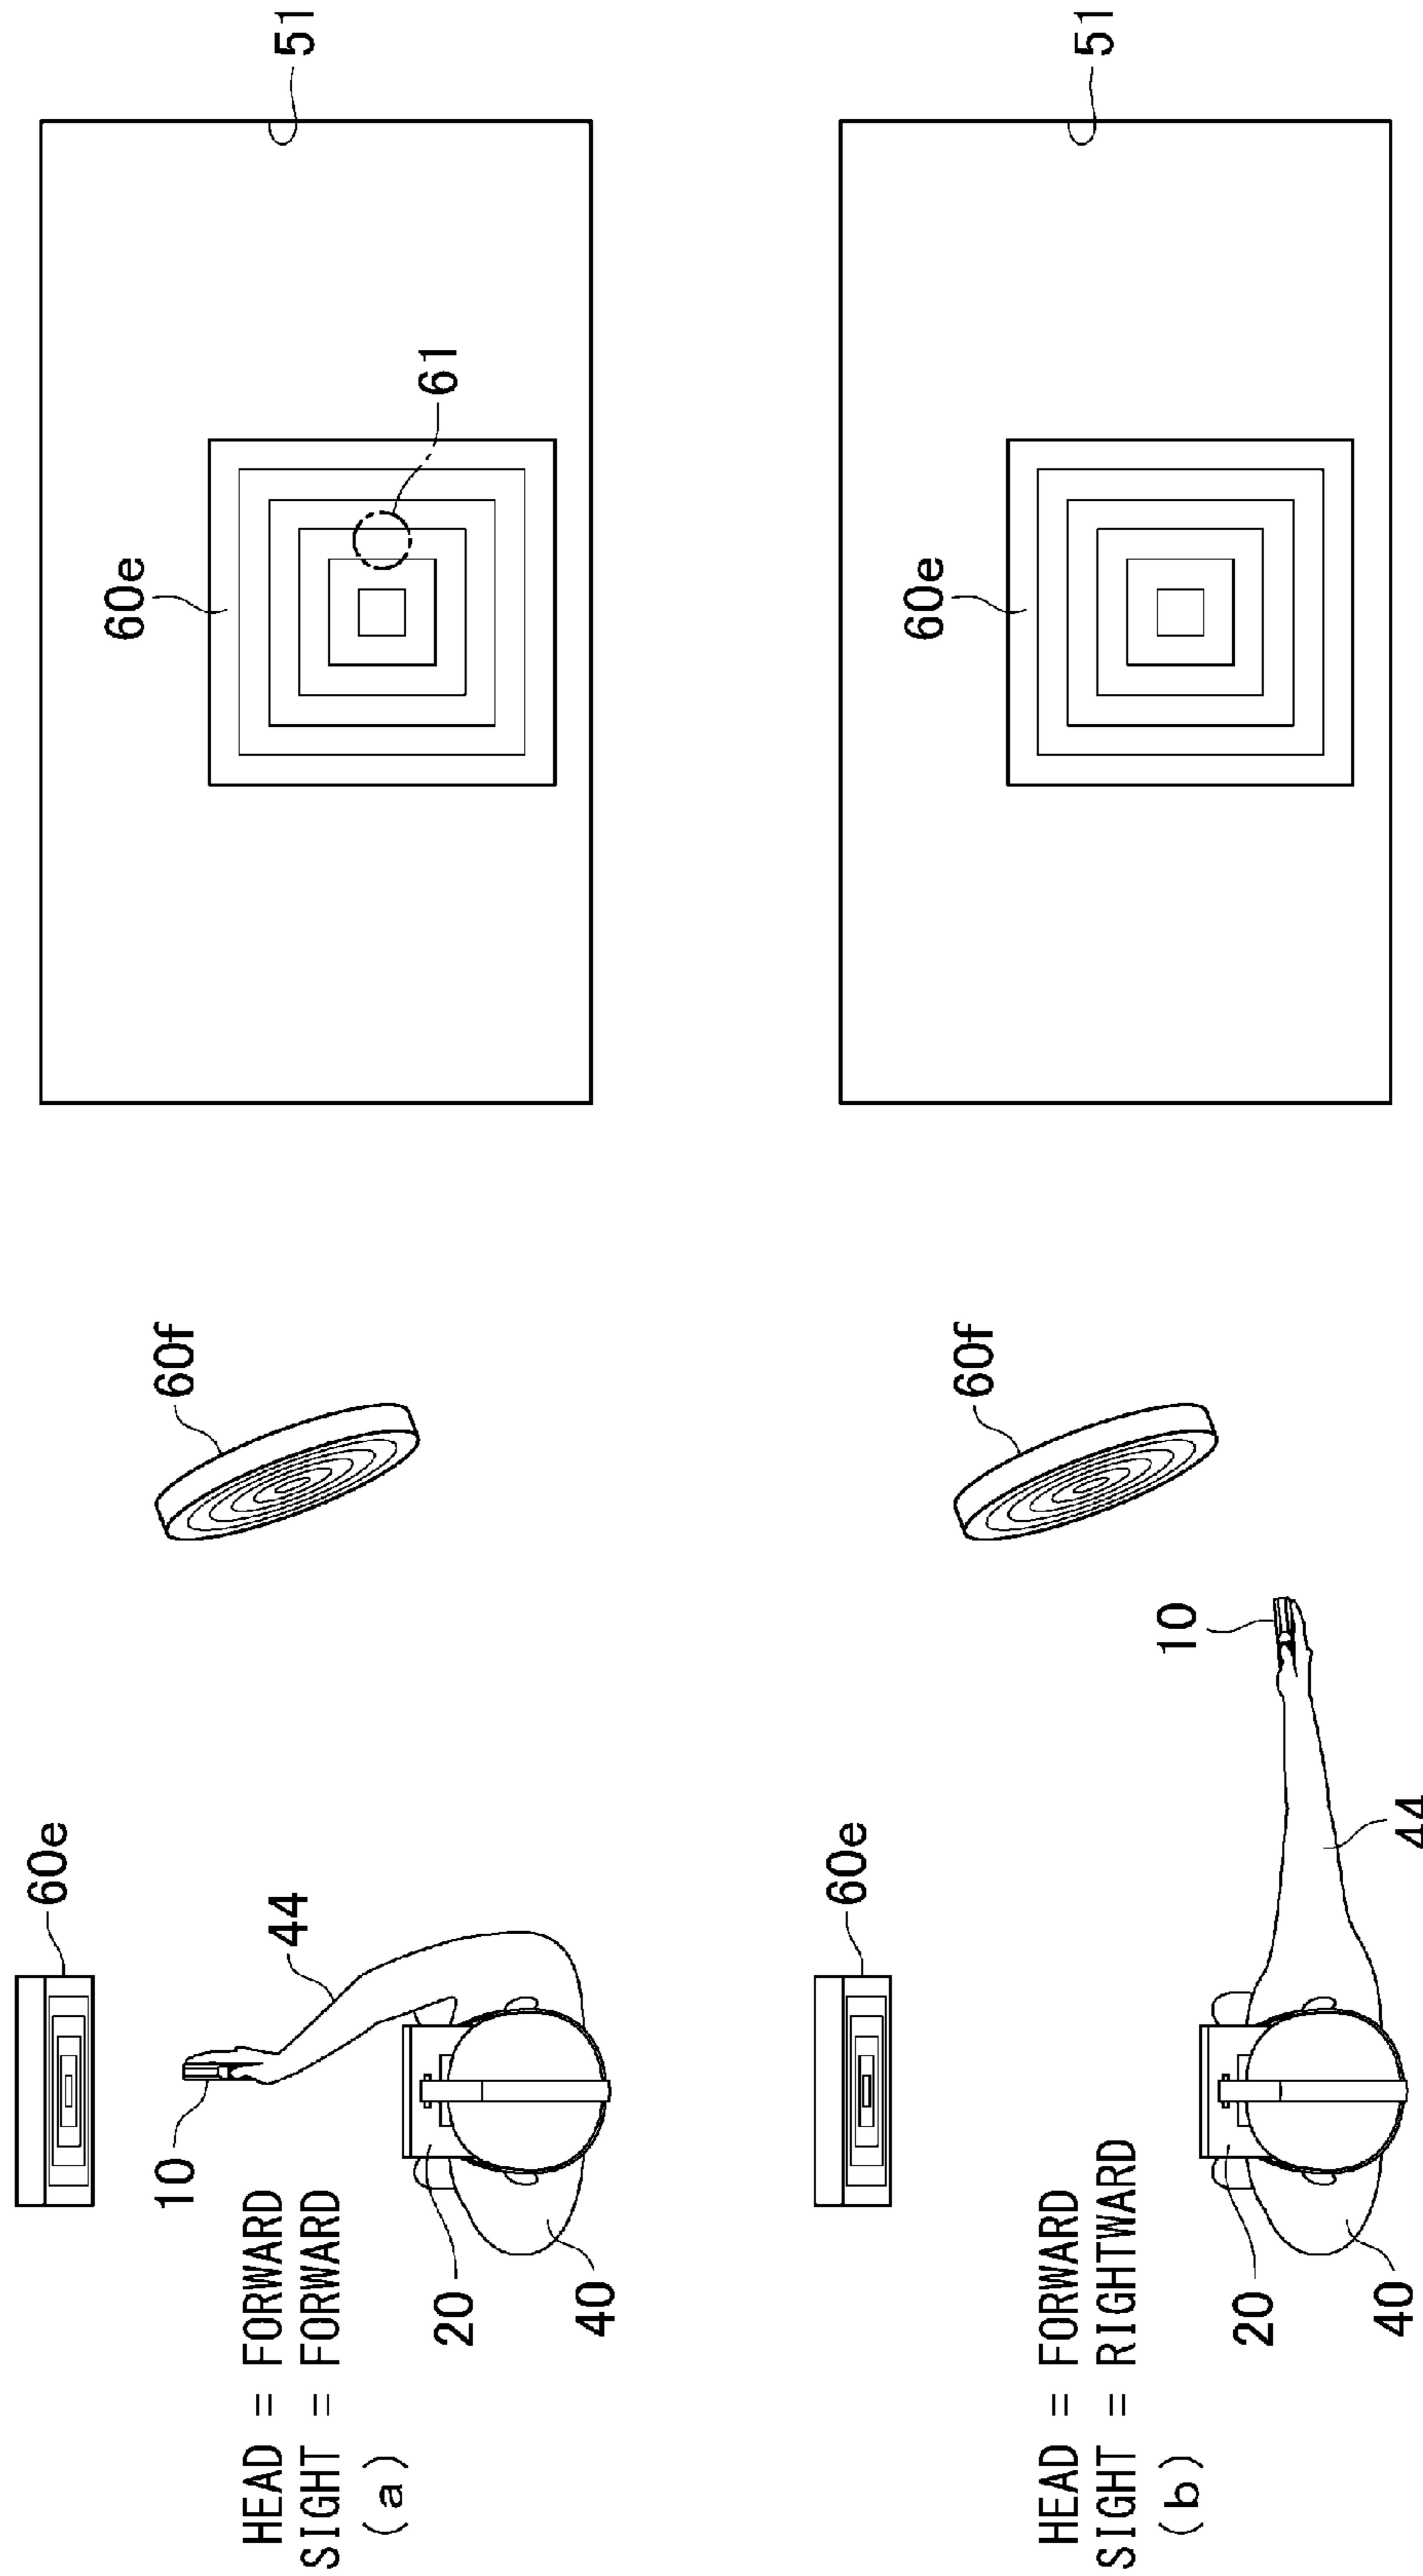 HEAD = FORWARD
SIGHT = FORWARD
(a)
60e
10
44
20
40
60f
60e
61
51
HEAD = FORWARD
SIGHT = RIGHTWARD
(b)
60e
10
44
20
40
60f
60e
51